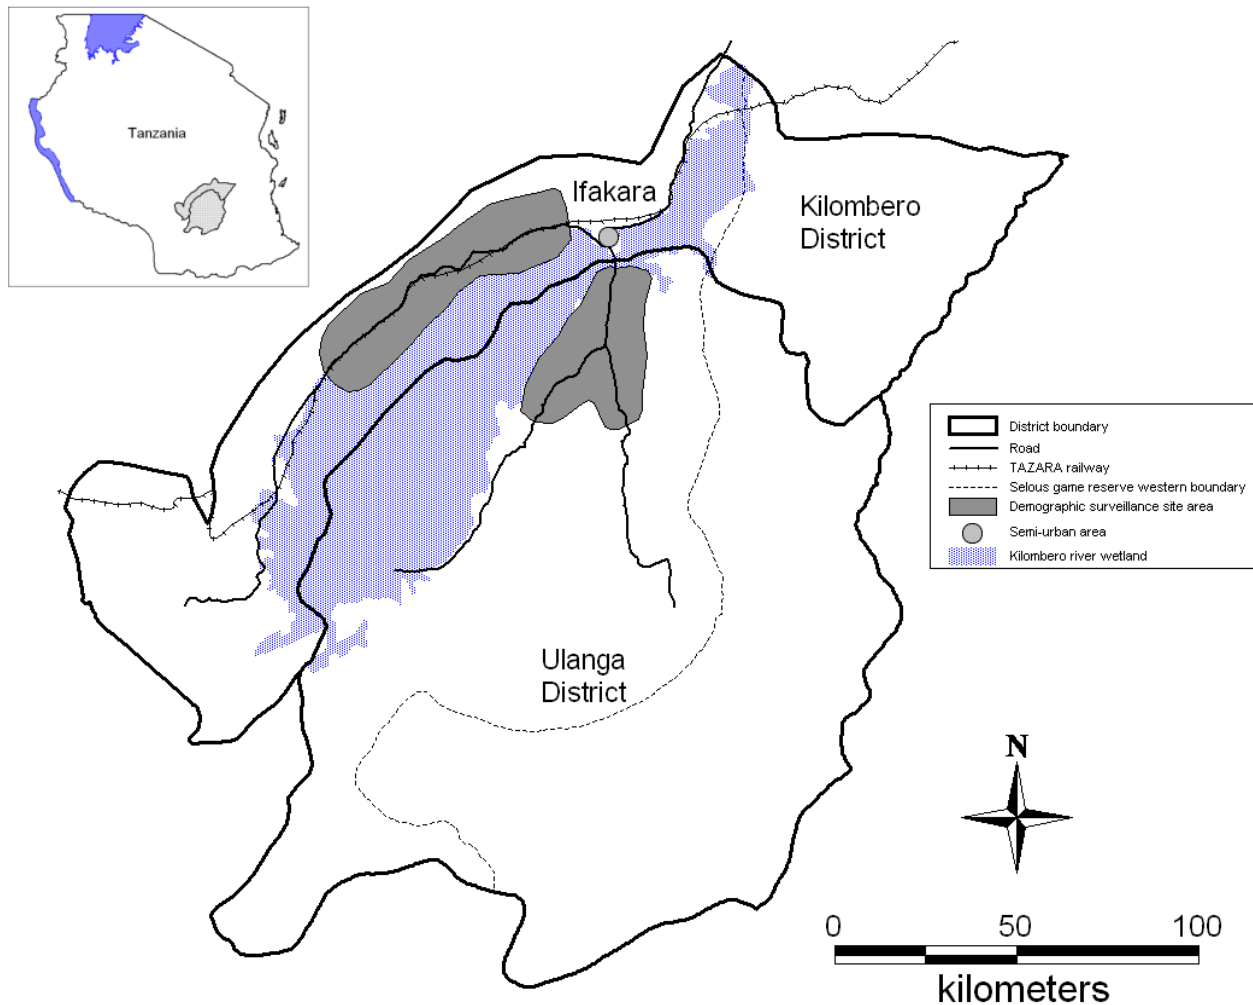 Tanzania
Ifakara
Kilombero
District
District boundary
Road
TAZARA railway
Selous game reserve western boundary
Demographic surveillance site area
Semi-urban area
Kilombero river wetland
Ulanga
District
N
0 50 100
kilometers